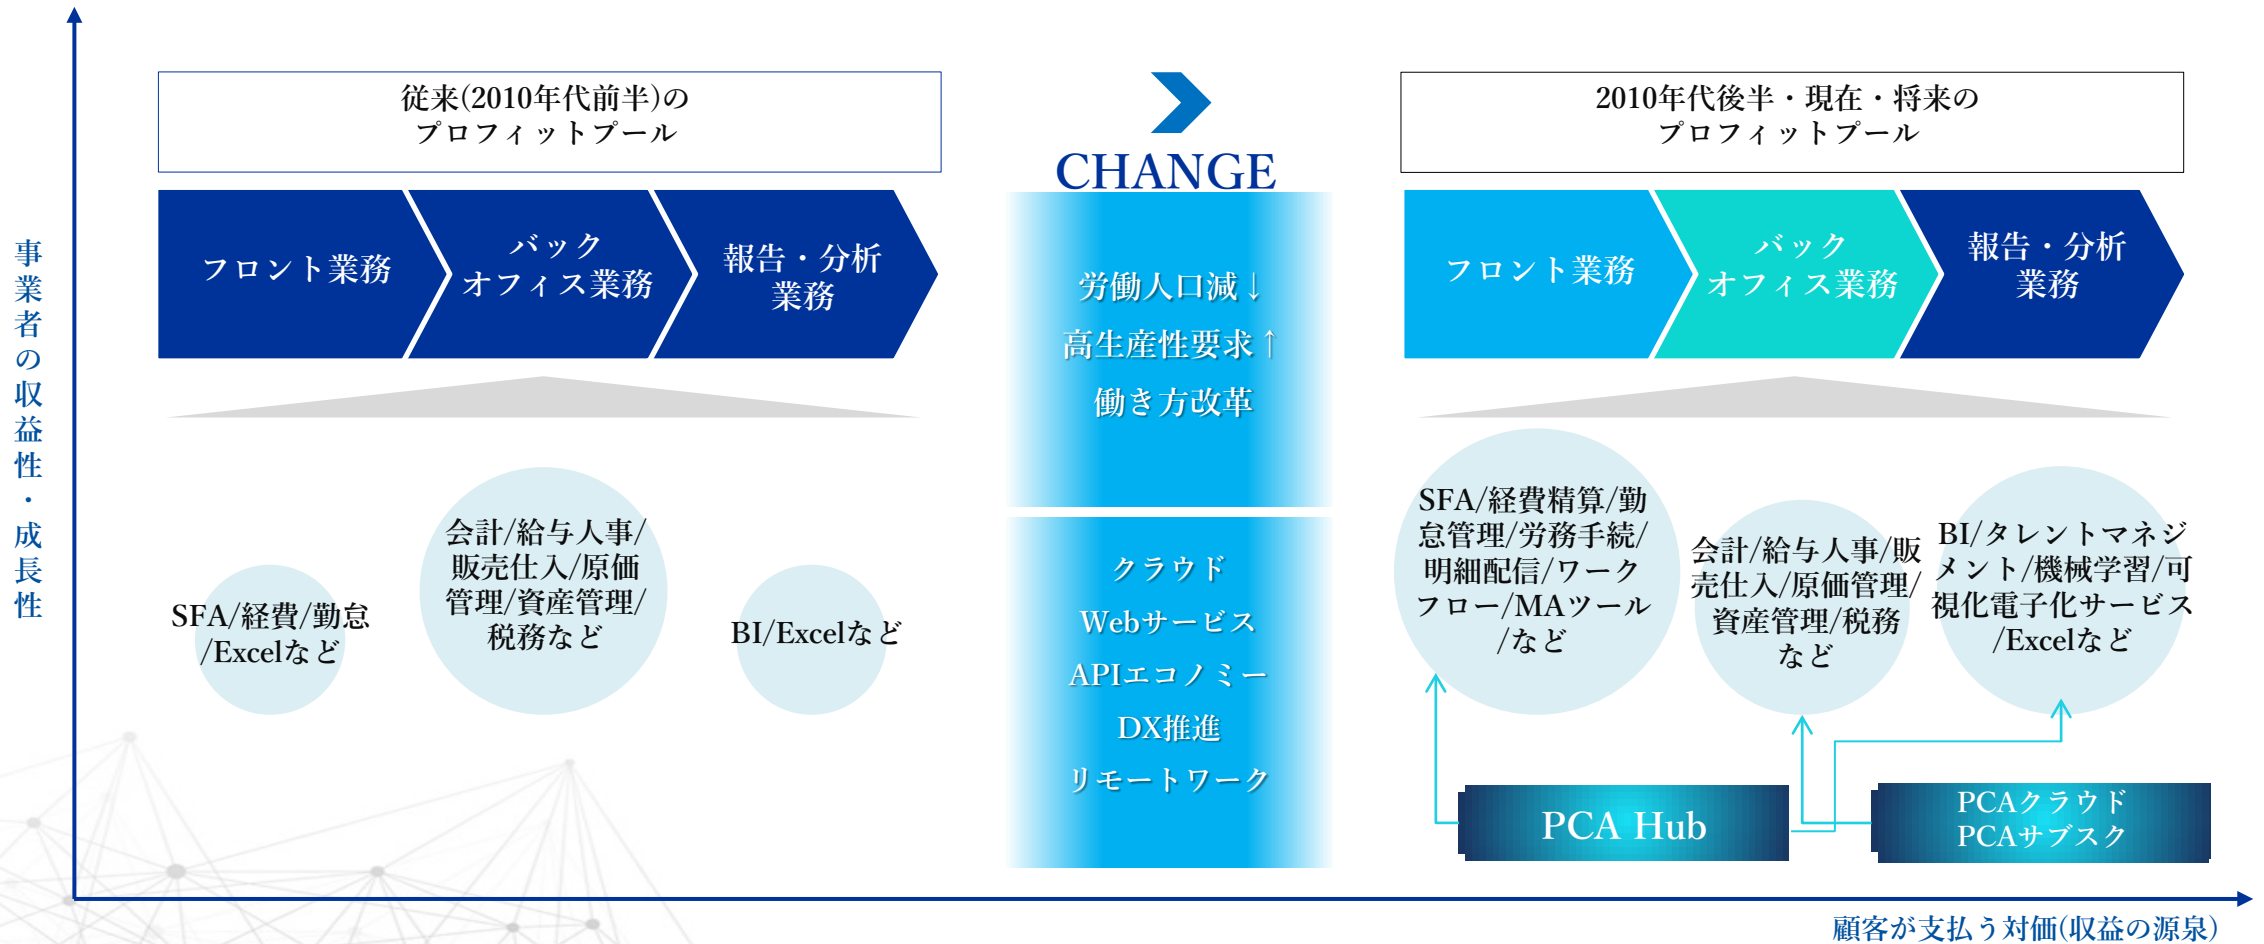 事業者の収益性・成長性
従来(2010年代前半)の
プロフィットプール
フロント業務
バック
オフィス業務
報告・分析
業務
SFA/経費/勤怠
/Excelなど
会計/給与人事/
販売仕入/原価
管理/資産管理/
税務など
BI/Excelなど
CHANGE
労働人口減↓
高生産性要求↑
働き方改革
クラウド
Webサービス
APIエコノミー
DX推進
リモートワーク
2010年代後半・現在・将来の
プロフィットプール
フロント業務
バック
オフィス業務
報告・分析
業務
SFA/経費精算/勤
怠管理/労務手続/
明細配信/ワーク
フロー/MAツール
/など
会計/給与人事/販
売仕入/原価管理/
資産管理/税務
など
BI/タレントマネジ
メント/機械学習/可
視化電子化サービス
/Excelなど
PCA Hub
PCAクラウド
PCAサブスク
顧客が支払う対価(収益の源泉)